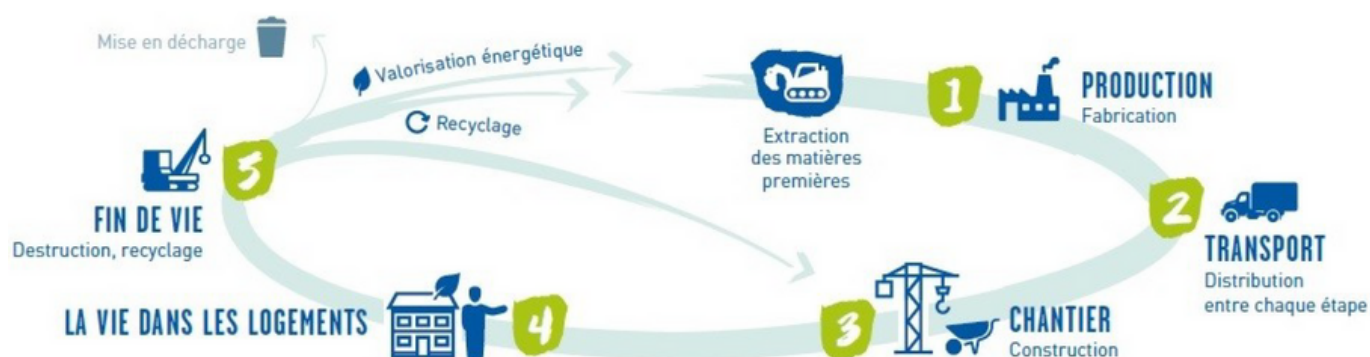 Mise en décharge
Valorisation énergétique
Recyclage
Extraction
des matières
premières
1
PRODUCTION
Fabrication
2
TRANSPORT
Distribution
entre chaque étape
3
CHANTIER
Construction
4
LA VIE DANS LES LOGEMENTS
5
FIN DE VIE
Destruction, recyclage